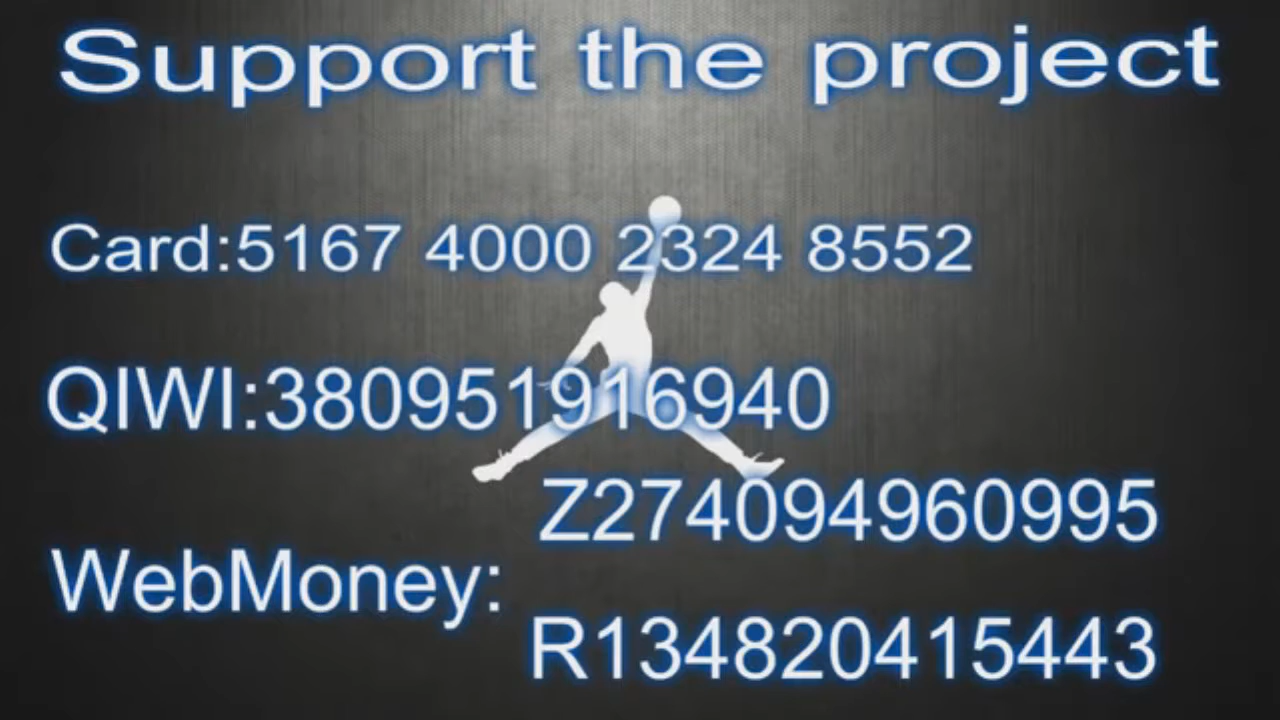 Support the project
Card:5167 4000 2324 8552
QIWI:380951916940
Z274094960995
WebMoney:
R134820415443